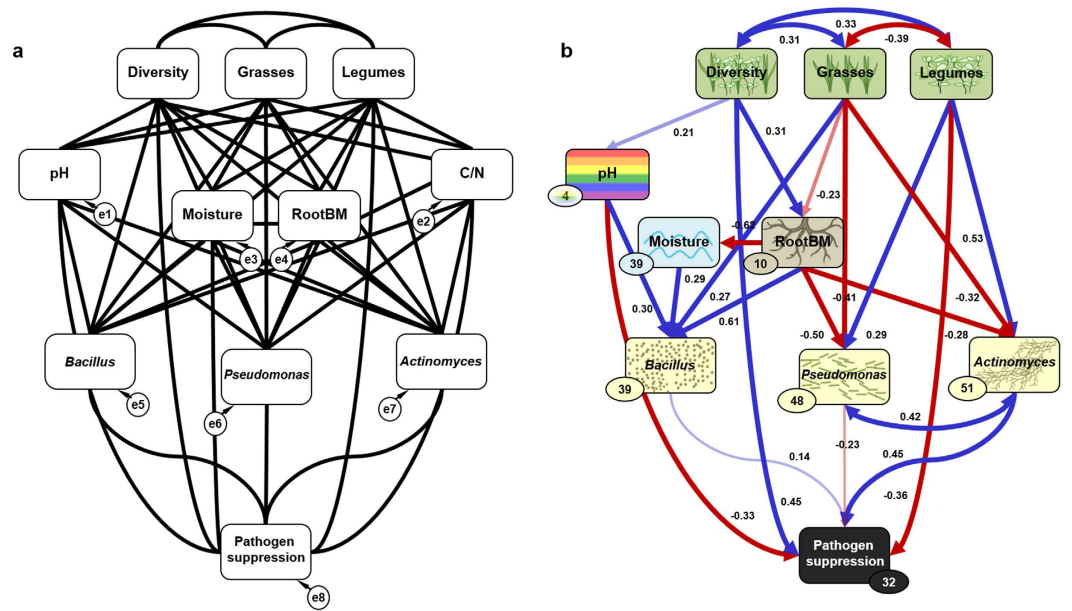 a
Diversity
Grasses
Legumes
pH
C/N
e1
Moisture
RootBM
e2
e3
e4
Bacillus
Pseudomonas
Actinomyces
e5
e6
e7
Pathogen
suppression
e8
b
0.33
0.31
-0.39
Diversity
Grasses
Legumes
0.21
0.31
pH
4
-0.23
-0.62
Moisture
RootBM
39
10
0.53
0.29
0.30
0.27
-0.41
-0.32
0.61
-0.50
0.29
-0.28
Bacillus
Pseudomonas
Actinomyces
39
48
51
0.42
-0.23
0.14
0.45
-0.33
0.45
-0.36
Pathogen
suppression
32